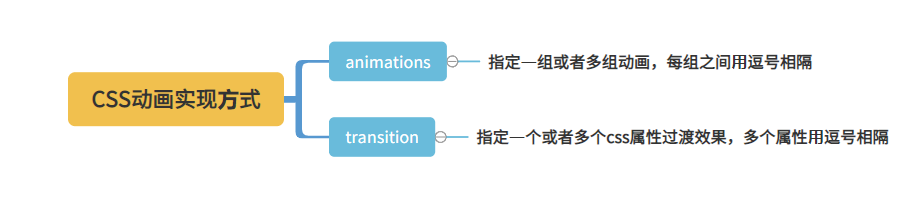 CSS动画实现方式
animations
指定一组或者多组动画，每组之间用逗号相隔
transition
指定一个或者多个css属性过渡效果，多个属性用逗号相隔